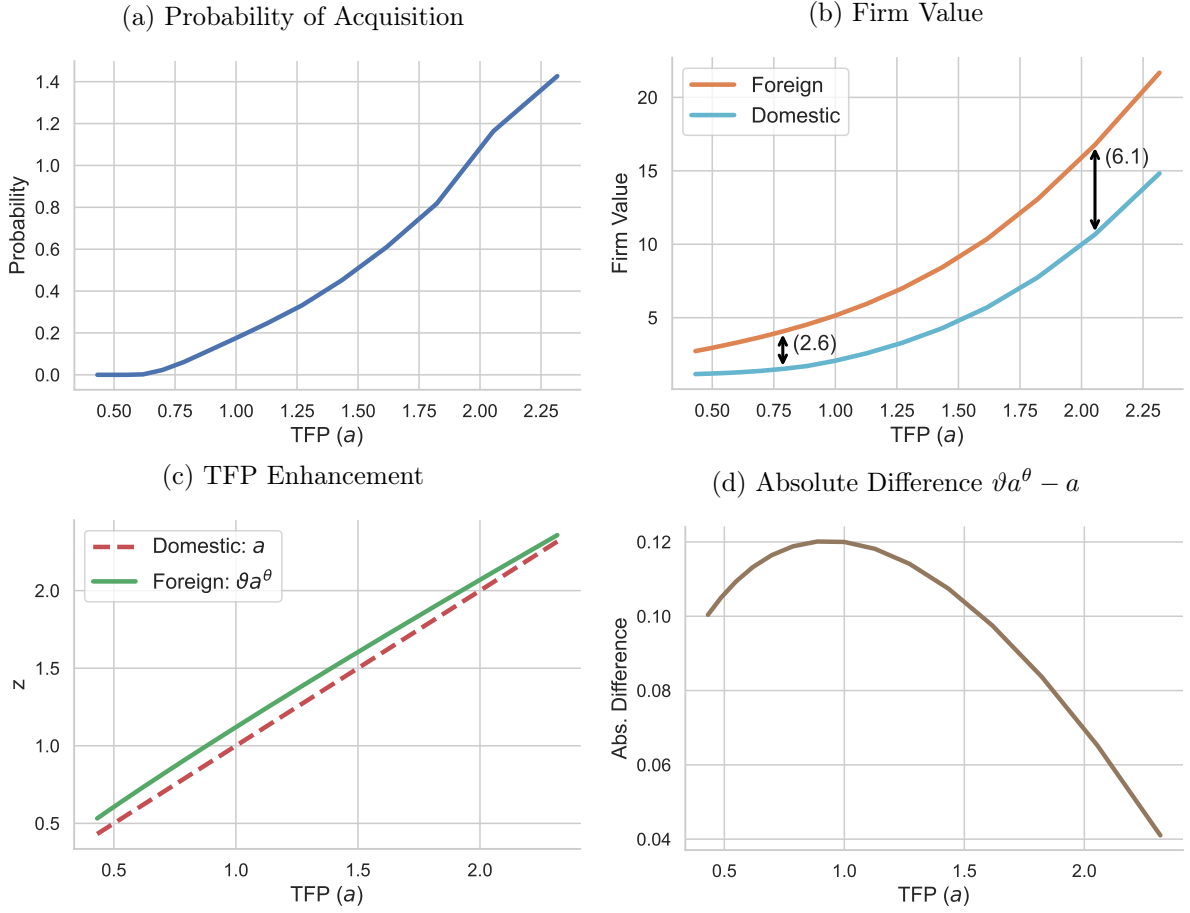 (a) Probability of Acquisition
1.4
1.2
1.0
0.8
0.6
0.4
0.2
0.0
Probability
0.50 0.75 1.00 1.25 1.50 1.75 2.00 2.25
TFP (a)
(b) Firm Value
Foreign
Domestic
20
15
10
5
Firm Value
(6.1)
(2.6)
0.50 0.75 1.00 1.25 1.50 1.75 2.00 2.25
TFP (a)
(c) TFP Enhancement
Domestic: a
Foreign: ϑa^θ
2.0
1.5
1.0
0.5
z
0.5 1.0 1.5 2.0
TFP (a)
(d) Absolute Difference ϑa^θ − a
0.12
0.10
0.08
0.06
0.04
Abs. Difference
0.5 1.0 1.5 2.0
TFP (a)